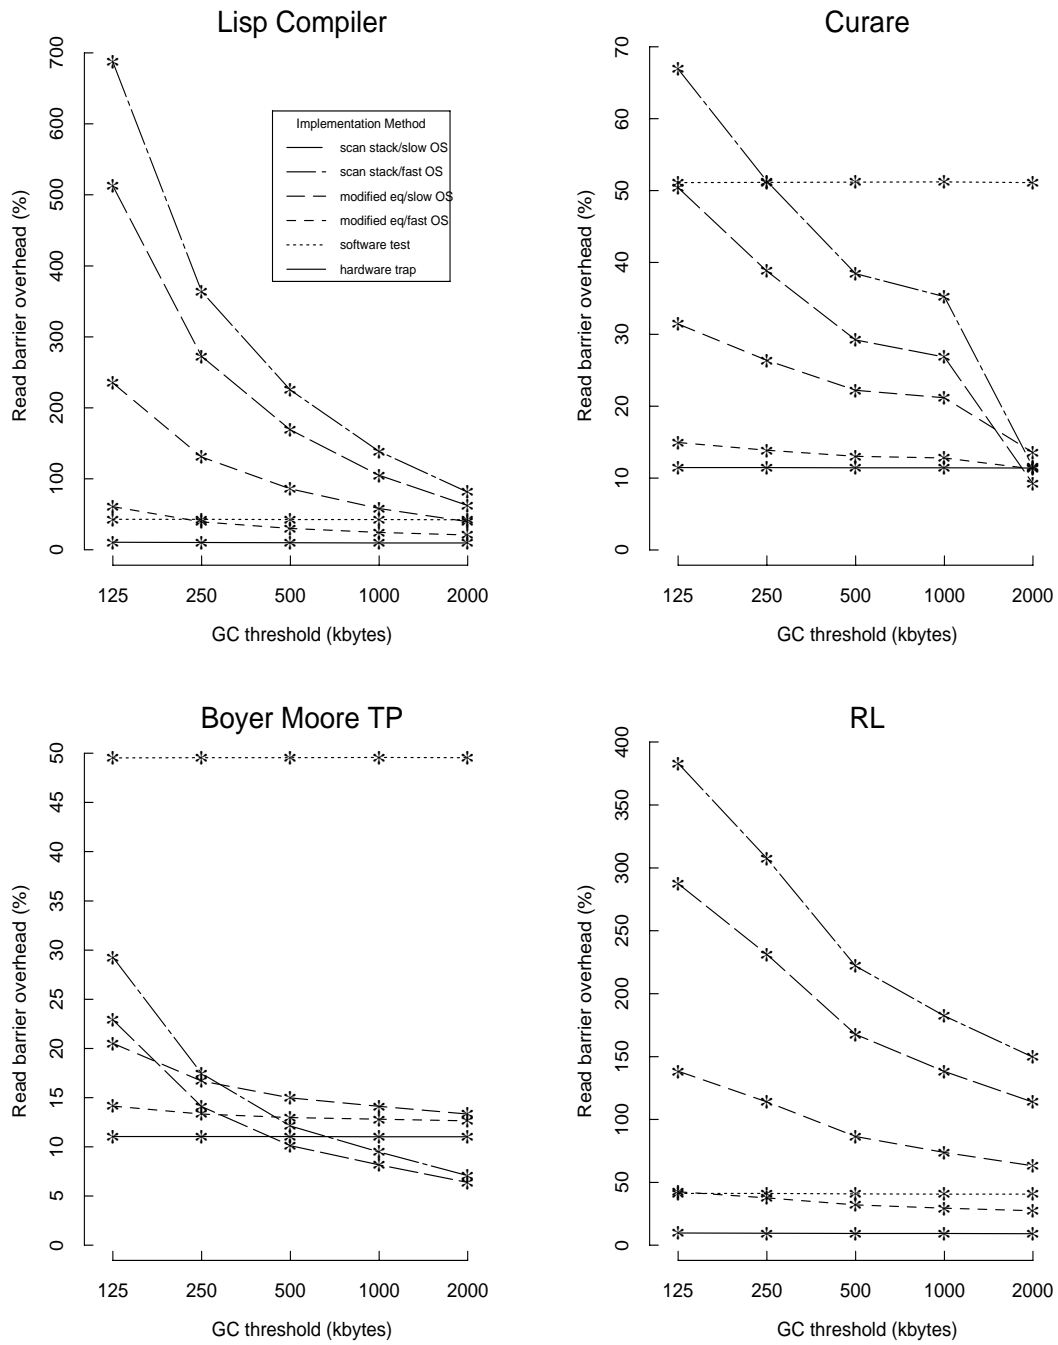 Lisp Compiler
Read barrier overhead (%)
700
600
500
400
300
200
100
0
Implementation Method
scan stack/slow OS
scan stack/fast OS
modified eq/slow OS
modified eq/fast OS
software test
hardware trap
125 250 500 1000 2000
GC threshold (kbytes)
Curare
Read barrier overhead (%)
70
60
50
40
30
20
10
0
125 250 500 1000 2000
GC threshold (kbytes)
Boyer Moore TP
Read barrier overhead (%)
50
45
40
35
30
25
20
15
10
5
0
125 250 500 1000 2000
GC threshold (kbytes)
RL
Read barrier overhead (%)
400
350
300
250
200
150
100
50
0
125 250 500 1000 2000
GC threshold (kbytes)